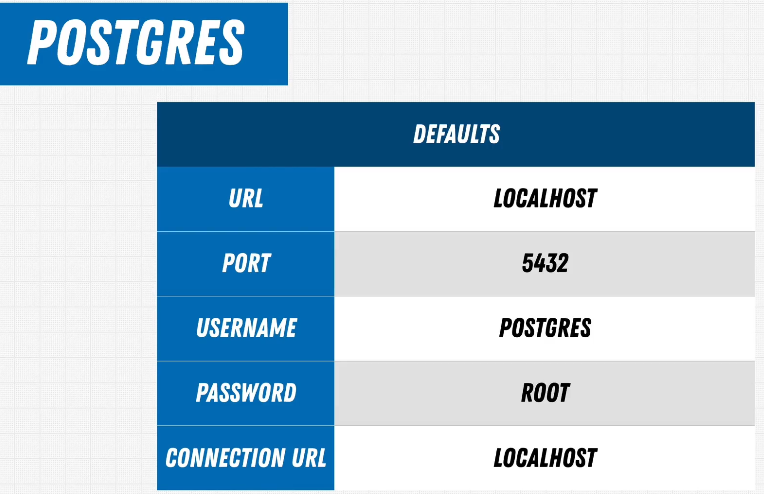 POSTGRES
DEFAULTS
URL LOCALHOST
PORT 5432
USERNAME POSTGRES
PASSWORD ROOT
CONNECTION URL LOCALHOST